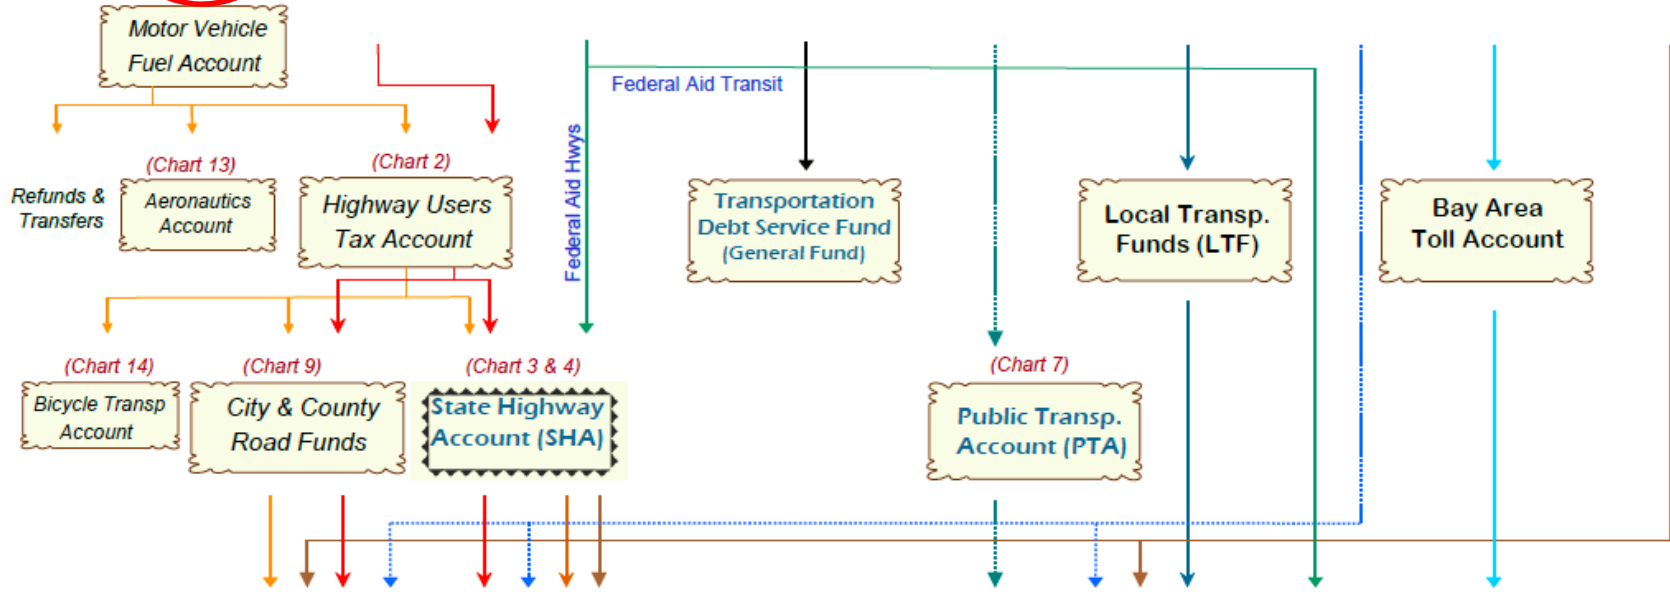 Motor Vehicle
Fuel Account
Federal Aid Transit
Federal Aid Hwys
(Chart 13)
(Chart 2)
Refunds &
Transfers
Aeronautics
Account
Highway Users
Tax Account
Transportation
Debt Service Fund
(General Fund)
Local Transp.
Funds (LTF)
Bay Area
Toll Account
(Chart 14)
(Chart 9)
(Chart 3 & 4)
(Chart 7)
Bicycle Transp
Account
City & County
Road Funds
State Highway
Account (SHA)
Public Transp.
Account (PTA)